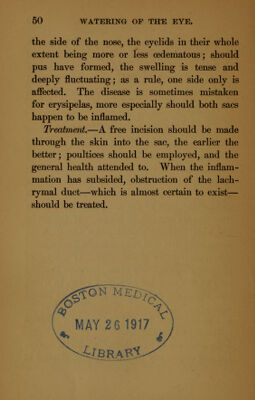 50 WATERING OF THE EYE.
the side of the nose, the eyelids in their whole
extent being more or less œdematous; should
pus have formed, the swelling is tense and
deeply fluctuating; as a rule, one side only is
affected. The disease is sometimes mistaken
for erysipelas, more especially should both sacs
happen to be inflamed.
Treatment.—A free incision should be made
through the skin into the sac, the earlier the
better; poultices should be employed, and the
general health attended to. When the inflam-
mation has subsided, obstruction of the lach-
rymal duct—which is almost certain to exist—
should be treated.
BOSTON MEDICAL
MAY 26 1917
LIBRARY